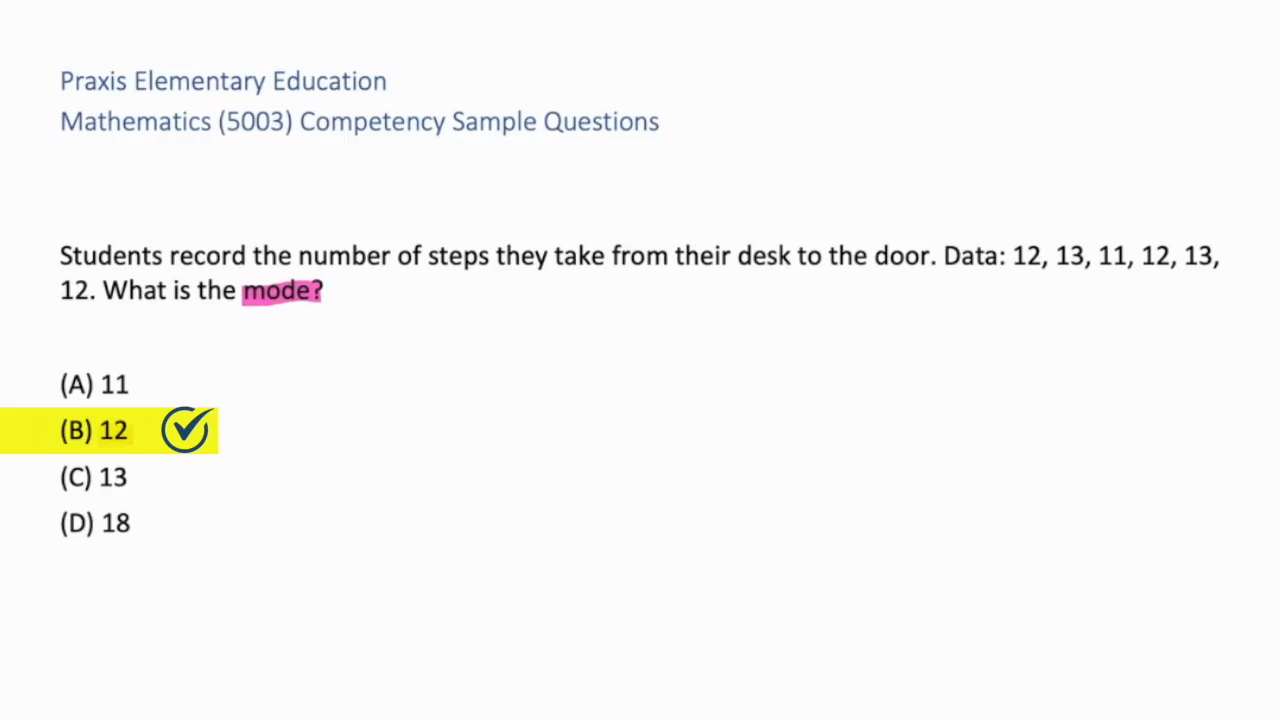 Praxis Elementary Education
Mathematics (5003) Competency Sample Questions
Students record the number of steps they take from their desk to the door. Data: 12, 13, 11, 12, 13,
12. What is the mode?
(A) 11
(B) 12
(C) 13
(D) 18